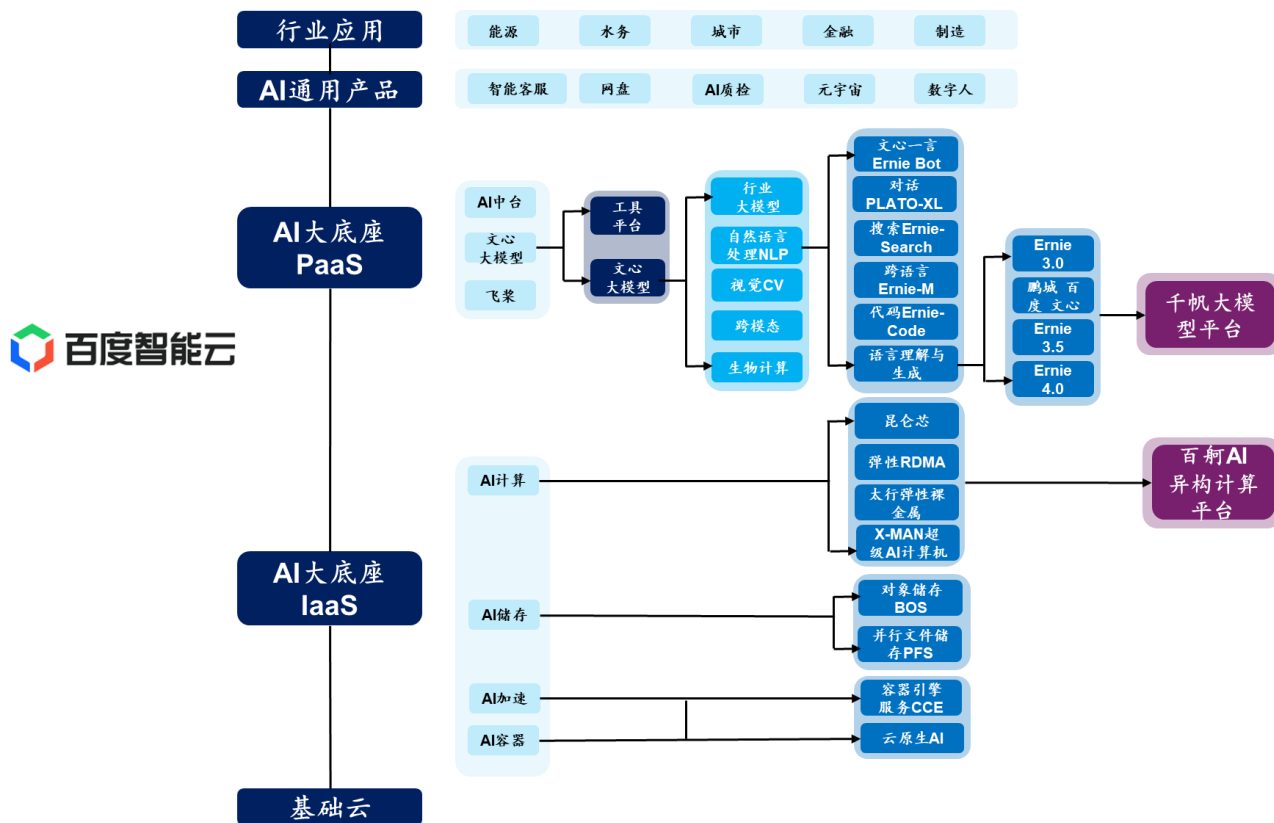 行业应用
能源
水务
城市
金融
制造
AI通用产品
智能客服
网盘
AI质检
元宇宙
数字人
AI大底座
PaaS
AI中台
文心
大模型
飞桨
工具
平台
文心
大模型
行业
大模型
自然语言
处理NLP
视觉CV
跨模态
生物计算
文心一言
Ernie Bot
对话
PLATO-XL
搜索Ernie-
Search
跨语言
Ernie-M
代码Ernie-
Code
语言理解与
生成
Ernie
3.0
鹏城 百
度 文心
Ernie
3.5
Ernie
4.0
千帆大模
型平台
百度智能云
AI大底座
IaaS
AI计算
昆仑芯
弹性RDMA
太行弹性裸
金属
X-MAN超
级AI计算机
百舸AI
异构计算
平台
AI储存
对象储存
BOS
并行文件储
存PFS
AI加速
AI容器
容器引擎
服务CCE
云原生AI
基础云